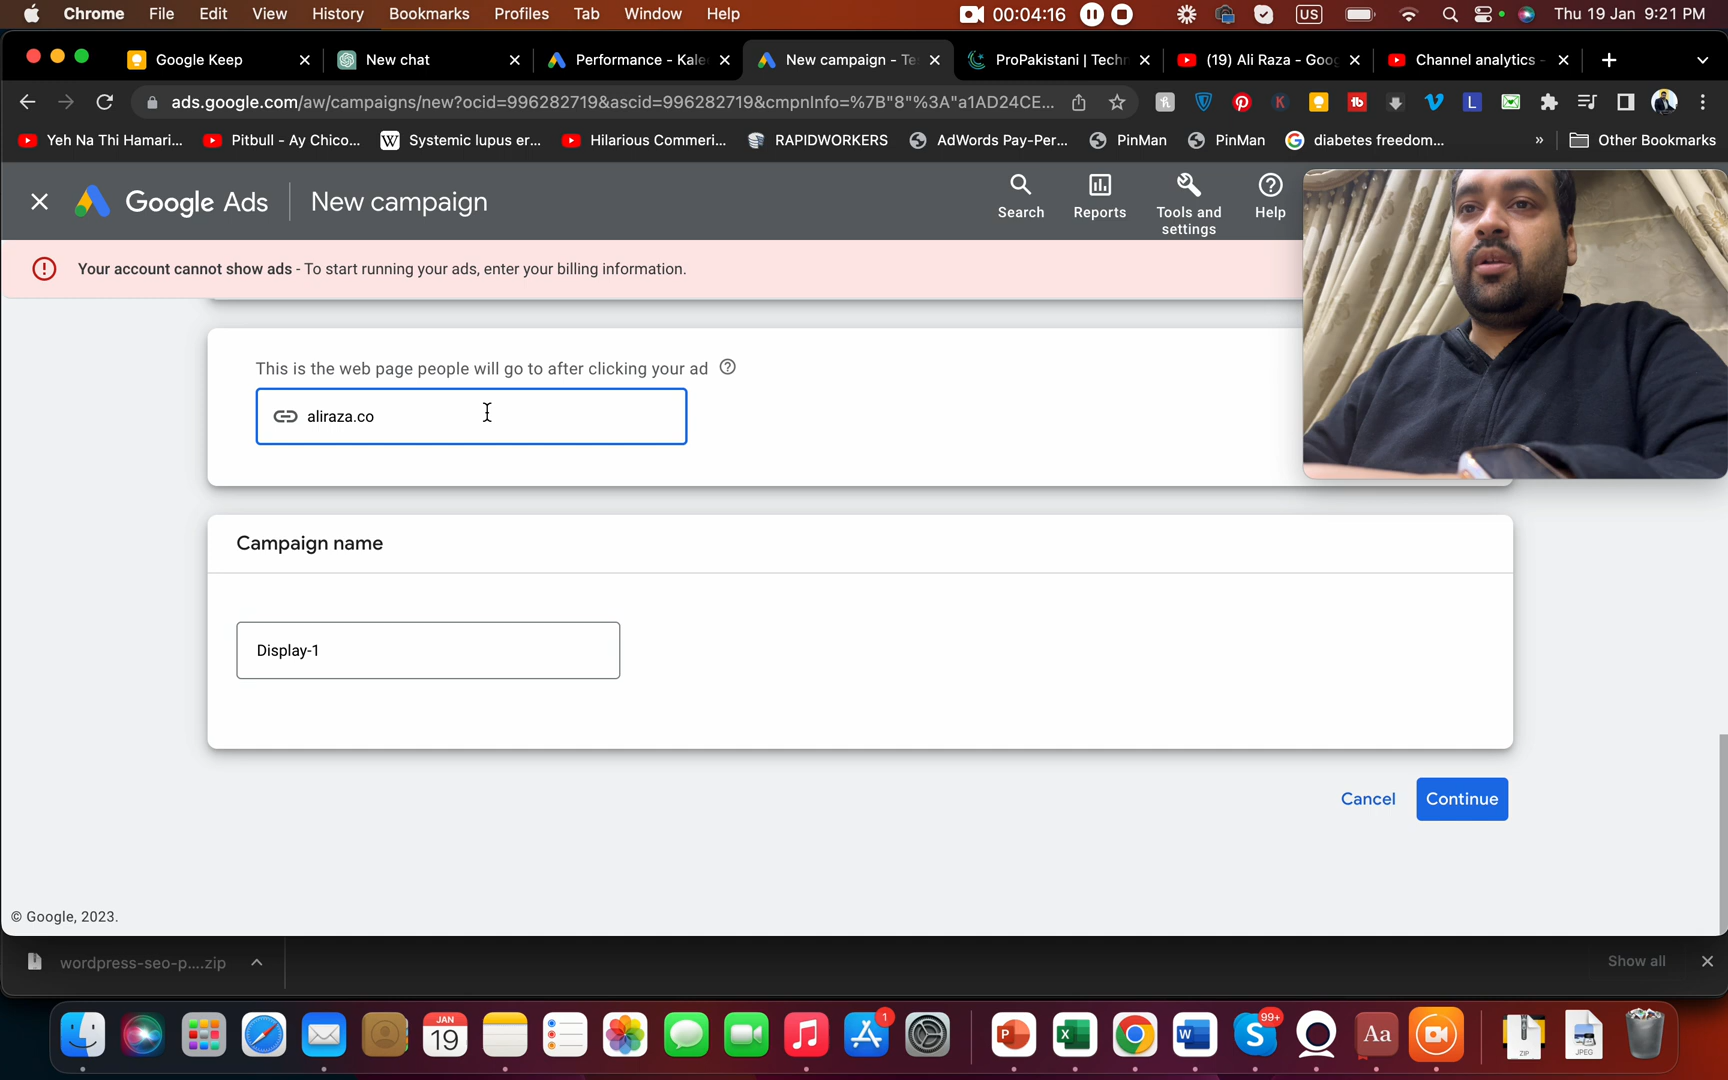 Chrome File Edit View History Bookmarks Profiles Tab Window Help 00:04:16 US Thu 19 Jan 9:21 PM
Google Keep New chat Performance - Kale New campaign - Te ProPakistani | Techn (19) Ali Raza - Goog Channel analytics -
ads.google.com/aw/campaigns/new?ocid=996282719&ascid=996282719&cmpnInfo=%7B"8"%3A"a1AD24CE...
Yeh Na Thi Hamari... Pitbull - Ay Chico... Systemic lupus er... Hilarious Commeri... RAPIDWORKERS AdWords Pay-Per... PinMan PinMan diabetes freedom... » Other Bookmarks
Google Ads New campaign
Search Reports Tools and settings Help
Your account cannot show ads - To start running your ads, enter your billing information.
This is the web page people will go to after clicking your ad
aliraza.co
Campaign name
Display-1
Cancel Continue
© Google, 2023.
wordpress-seo-p....zip Show all
JAN
19
1
99+
Aa
ZIP
JPEG